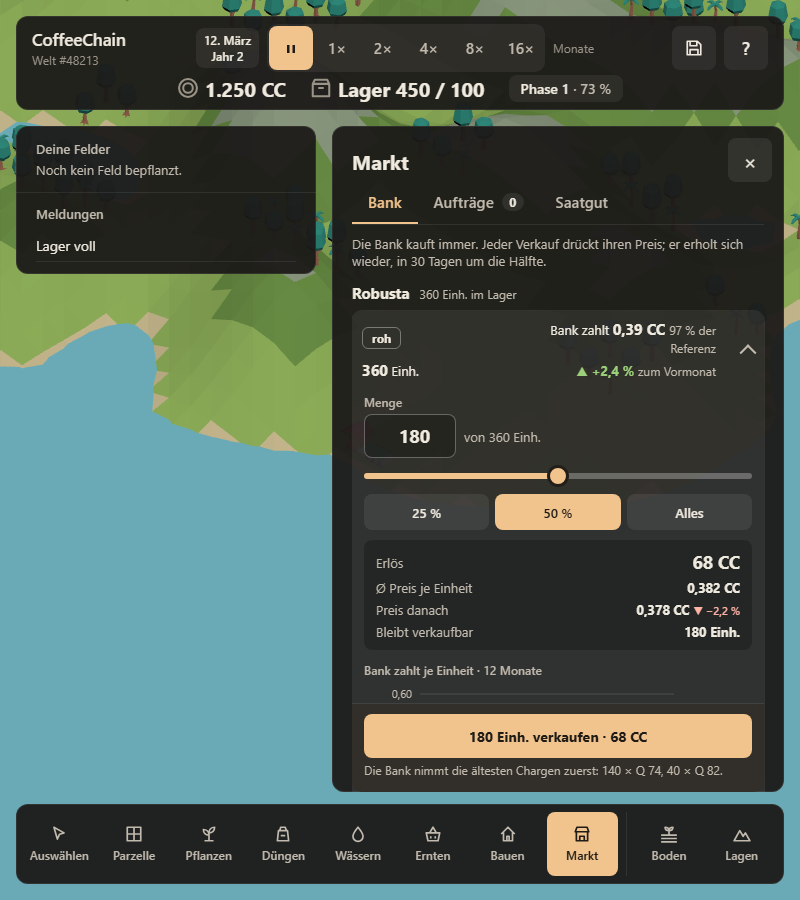 CoffeeChain
Welt #48213
12. März
Jahr 2
1×
2×
4×
8×
16×
Monate
?
1.250 CC
Lager 450 / 100
Phase 1 · 73 %
Deine Felder
Noch kein Feld bepflanzt.
Meldungen
Lager voll
Markt
×
Bank
Aufträge 0
Saatgut
Die Bank kauft immer. Jeder Verkauf drückt ihren Preis; er erholt sich
wieder, in 30 Tagen um die Hälfte.
Robusta 360 Einh. im Lager
roh
Bank zahlt 0,39 CC 97 % der
Referenz
360 Einh.
▲ +2,4 % zum Vormonat
Menge
180 von 360 Einh.
25 %
50 %
Alles
Erlös 68 CC
Ø Preis je Einheit 0,382 CC
Preis danach 0,378 CC ▼ −2,2 %
Bleibt verkaufbar 180 Einh.
Bank zahlt je Einheit · 12 Monate
0,60
180 Einh. verkaufen · 68 CC
Die Bank nimmt die ältesten Chargen zuerst: 140 × Q 74, 40 × Q 82.
Auswählen
Parzelle
Pflanzen
Düngen
Wässern
Ernten
Bauen
Markt
Boden
Lagen